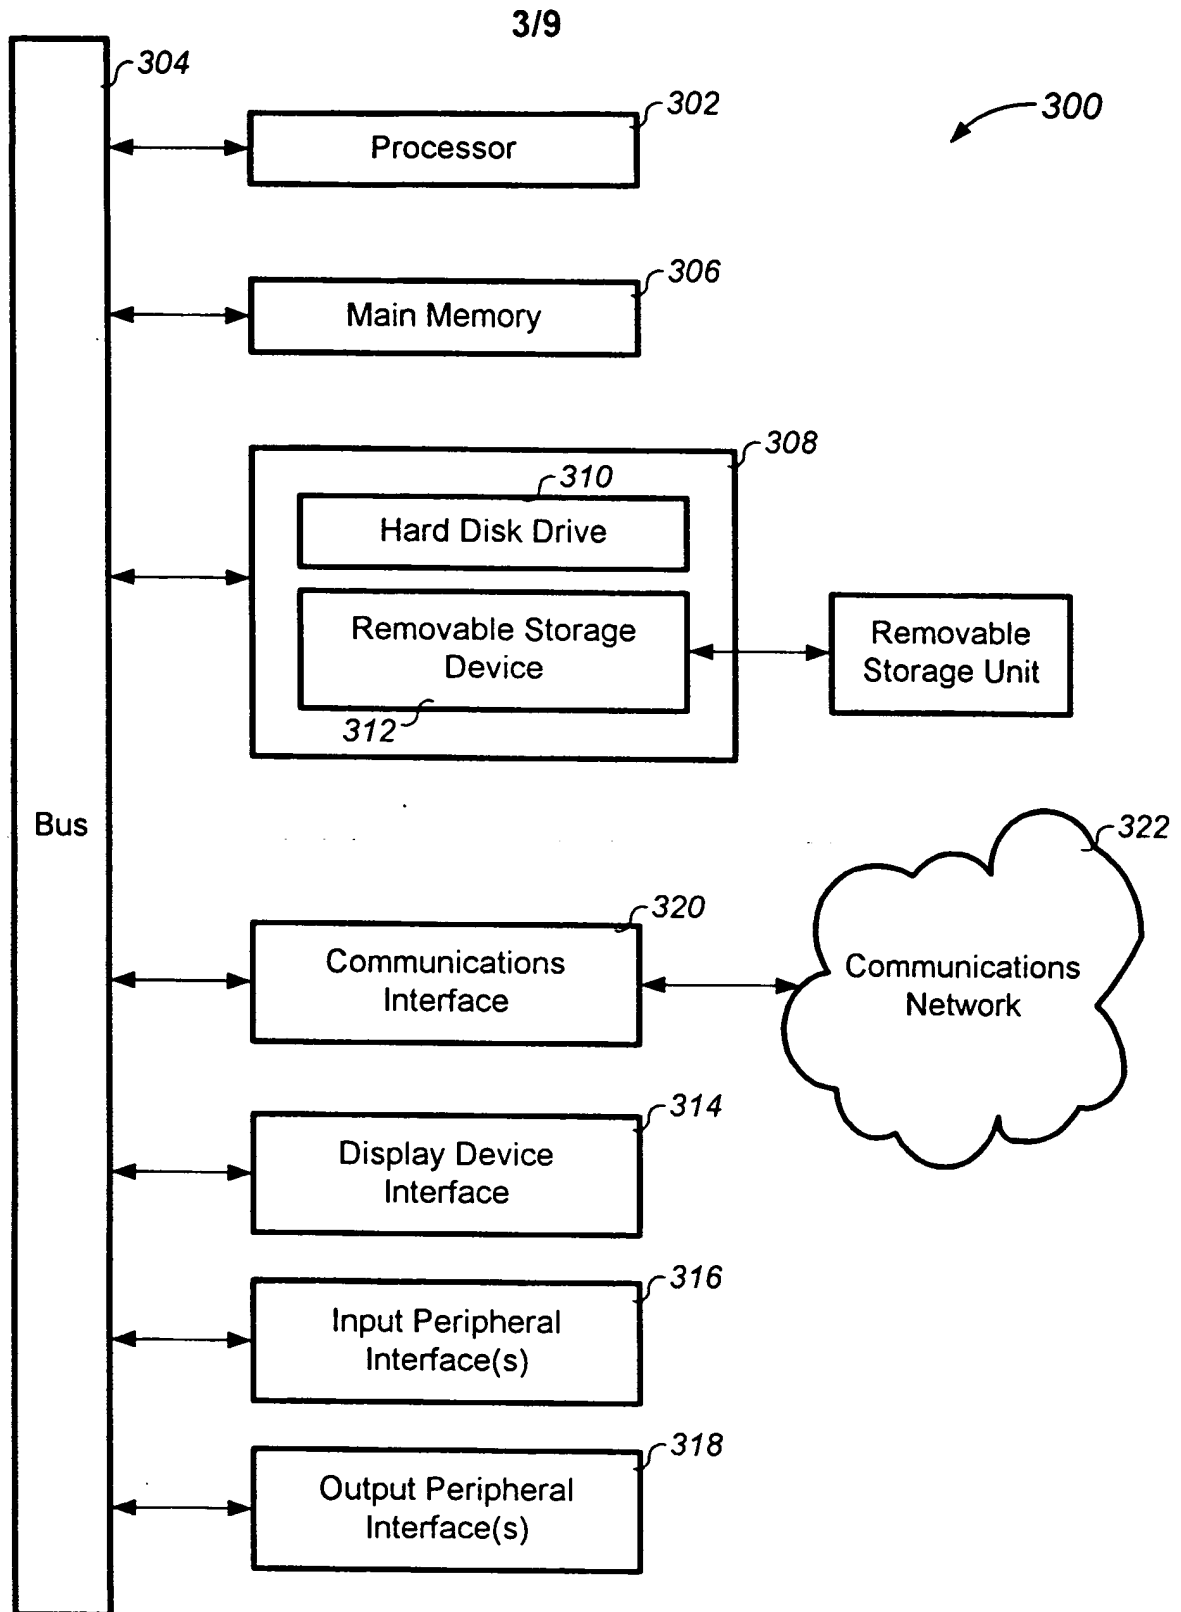 3/9
304
302
300
Processor
306
Main Memory
308
310
Hard Disk Drive
Removable Storage
Device
312
Removable
Storage Unit
Bus
322
320
Communications
Interface
Communications
Network
314
Display Device
Interface
316
Input Peripheral
Interface(s)
318
Output Peripheral
Interface(s)